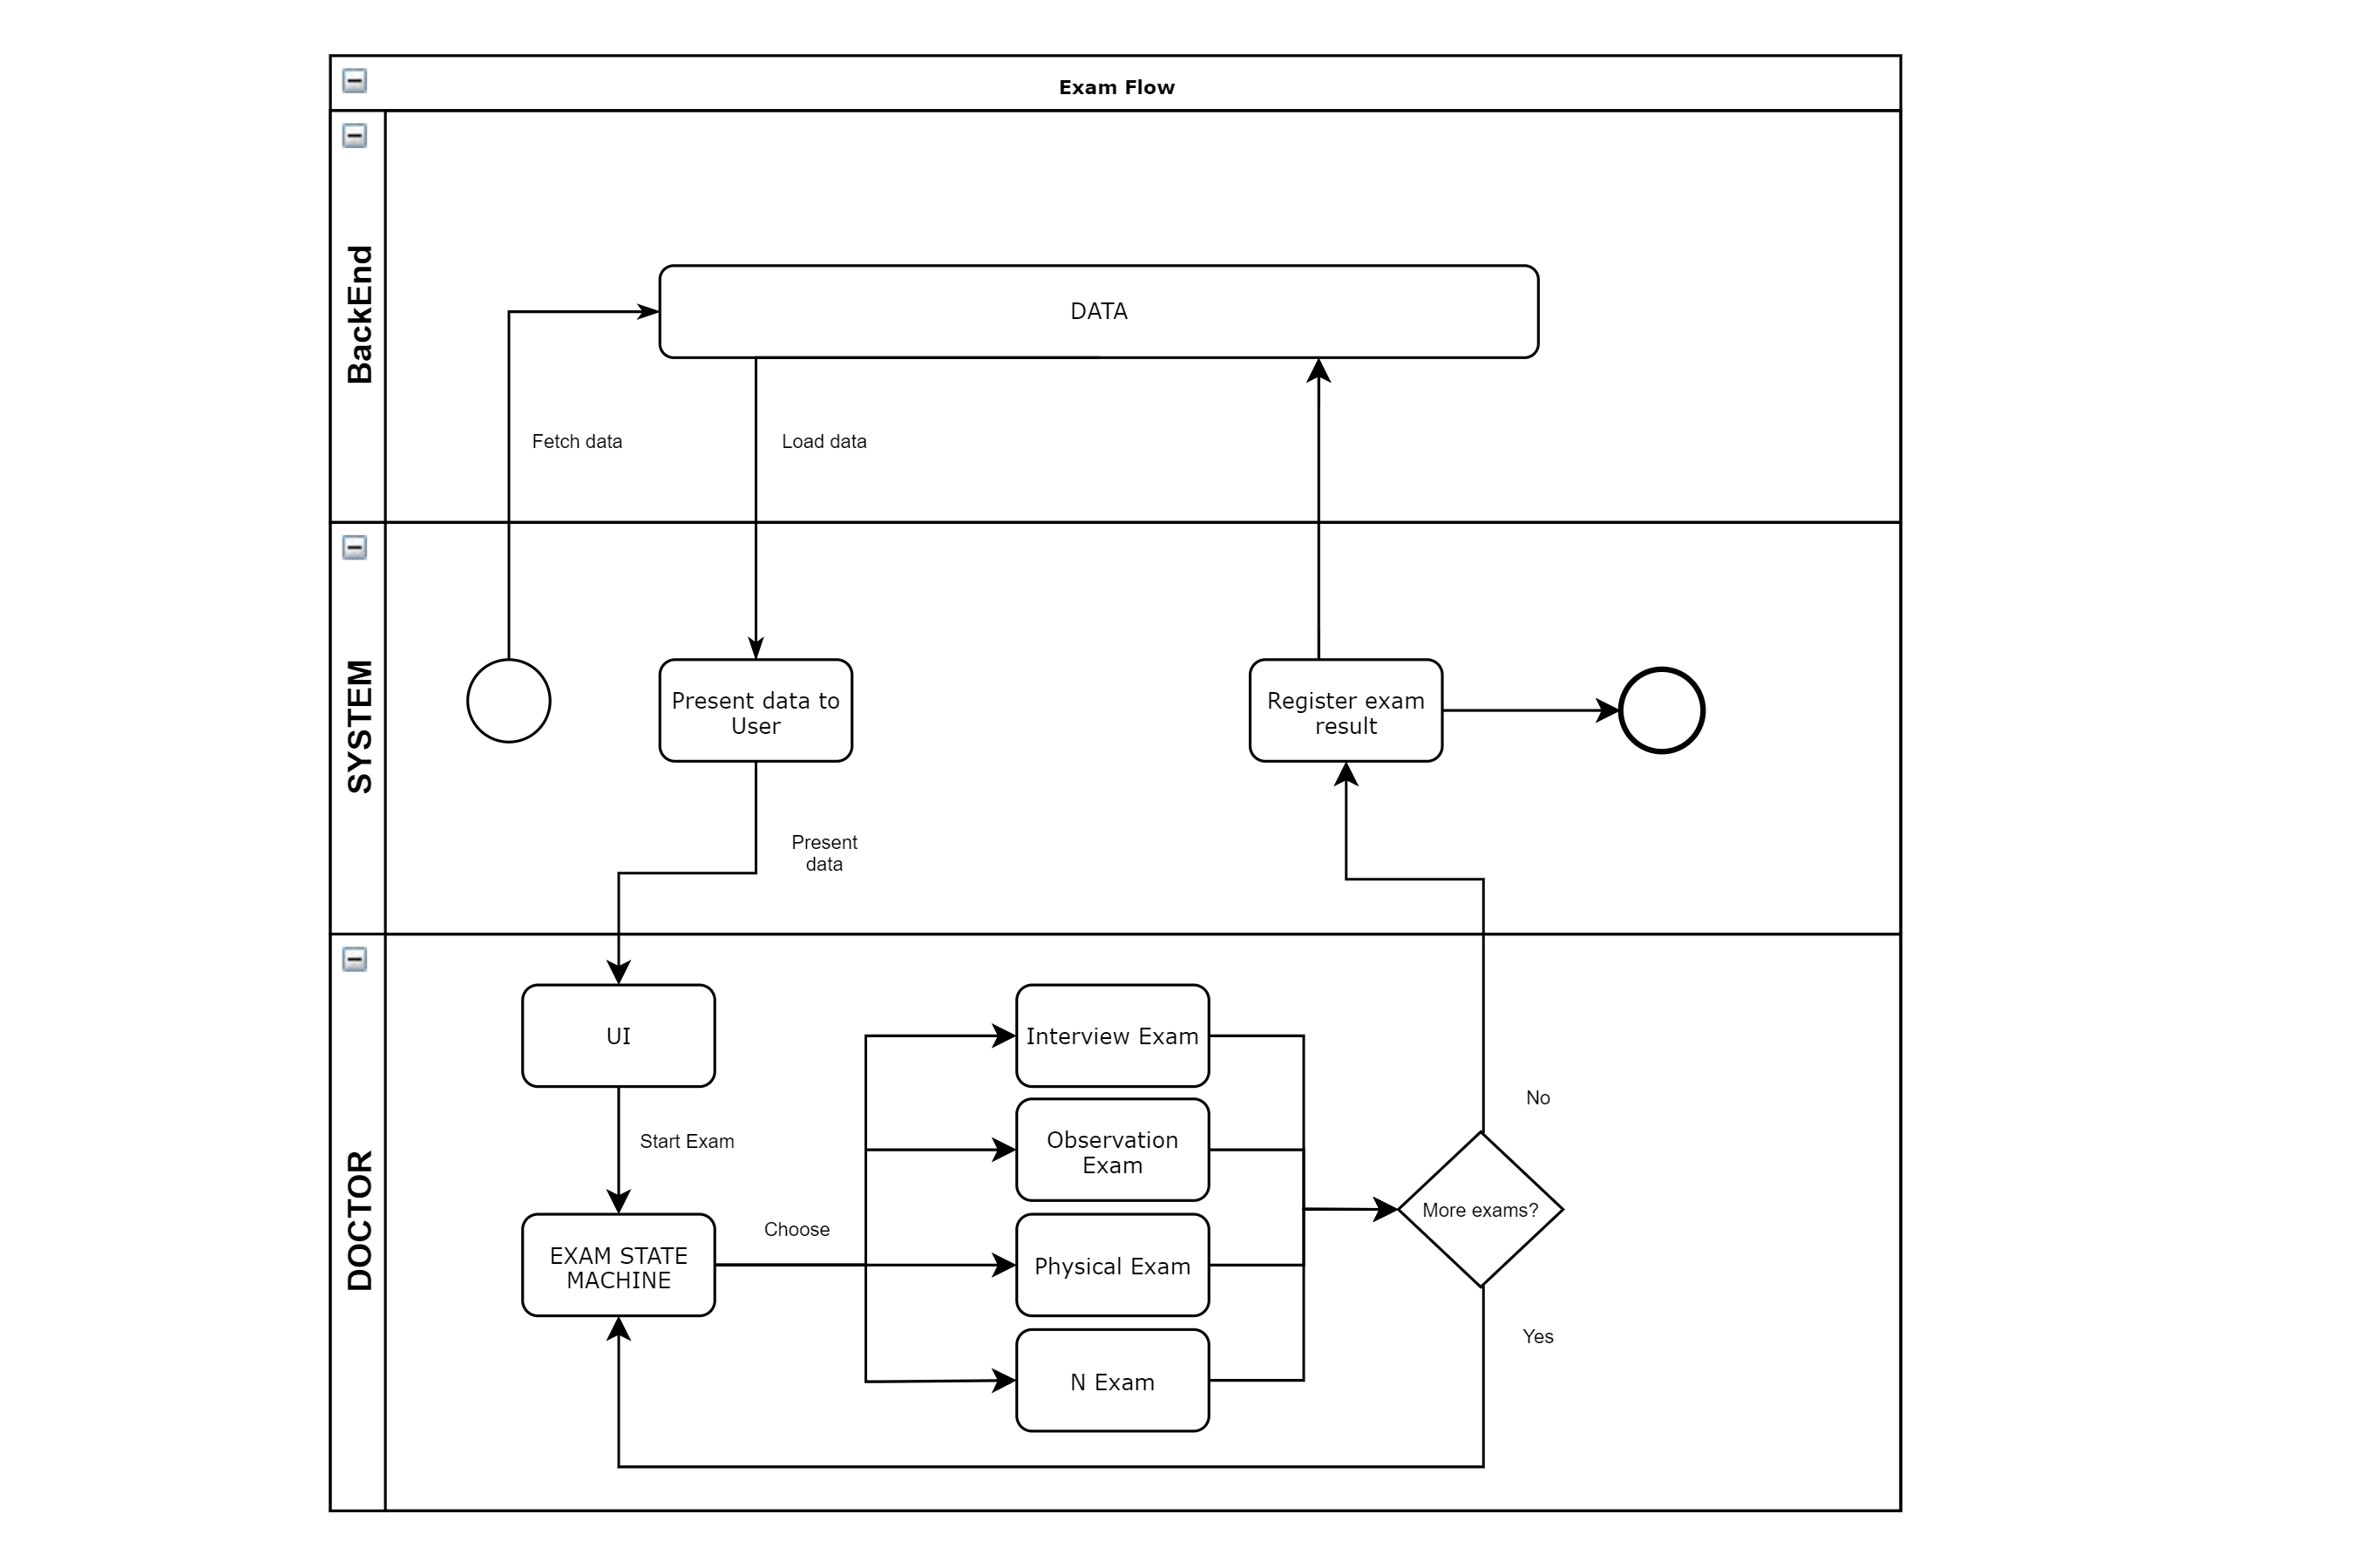 Exam Flow
BackEnd
DATA
Fetch data
Load data
SYSTEM
Present data to
User
Register exam
result
Present
data
DOCTOR
UI
Interview Exam
No
Start Exam
Observation
Exam
Choose
More exams?
EXAM STATE
MACHINE
Physical Exam
Yes
N Exam